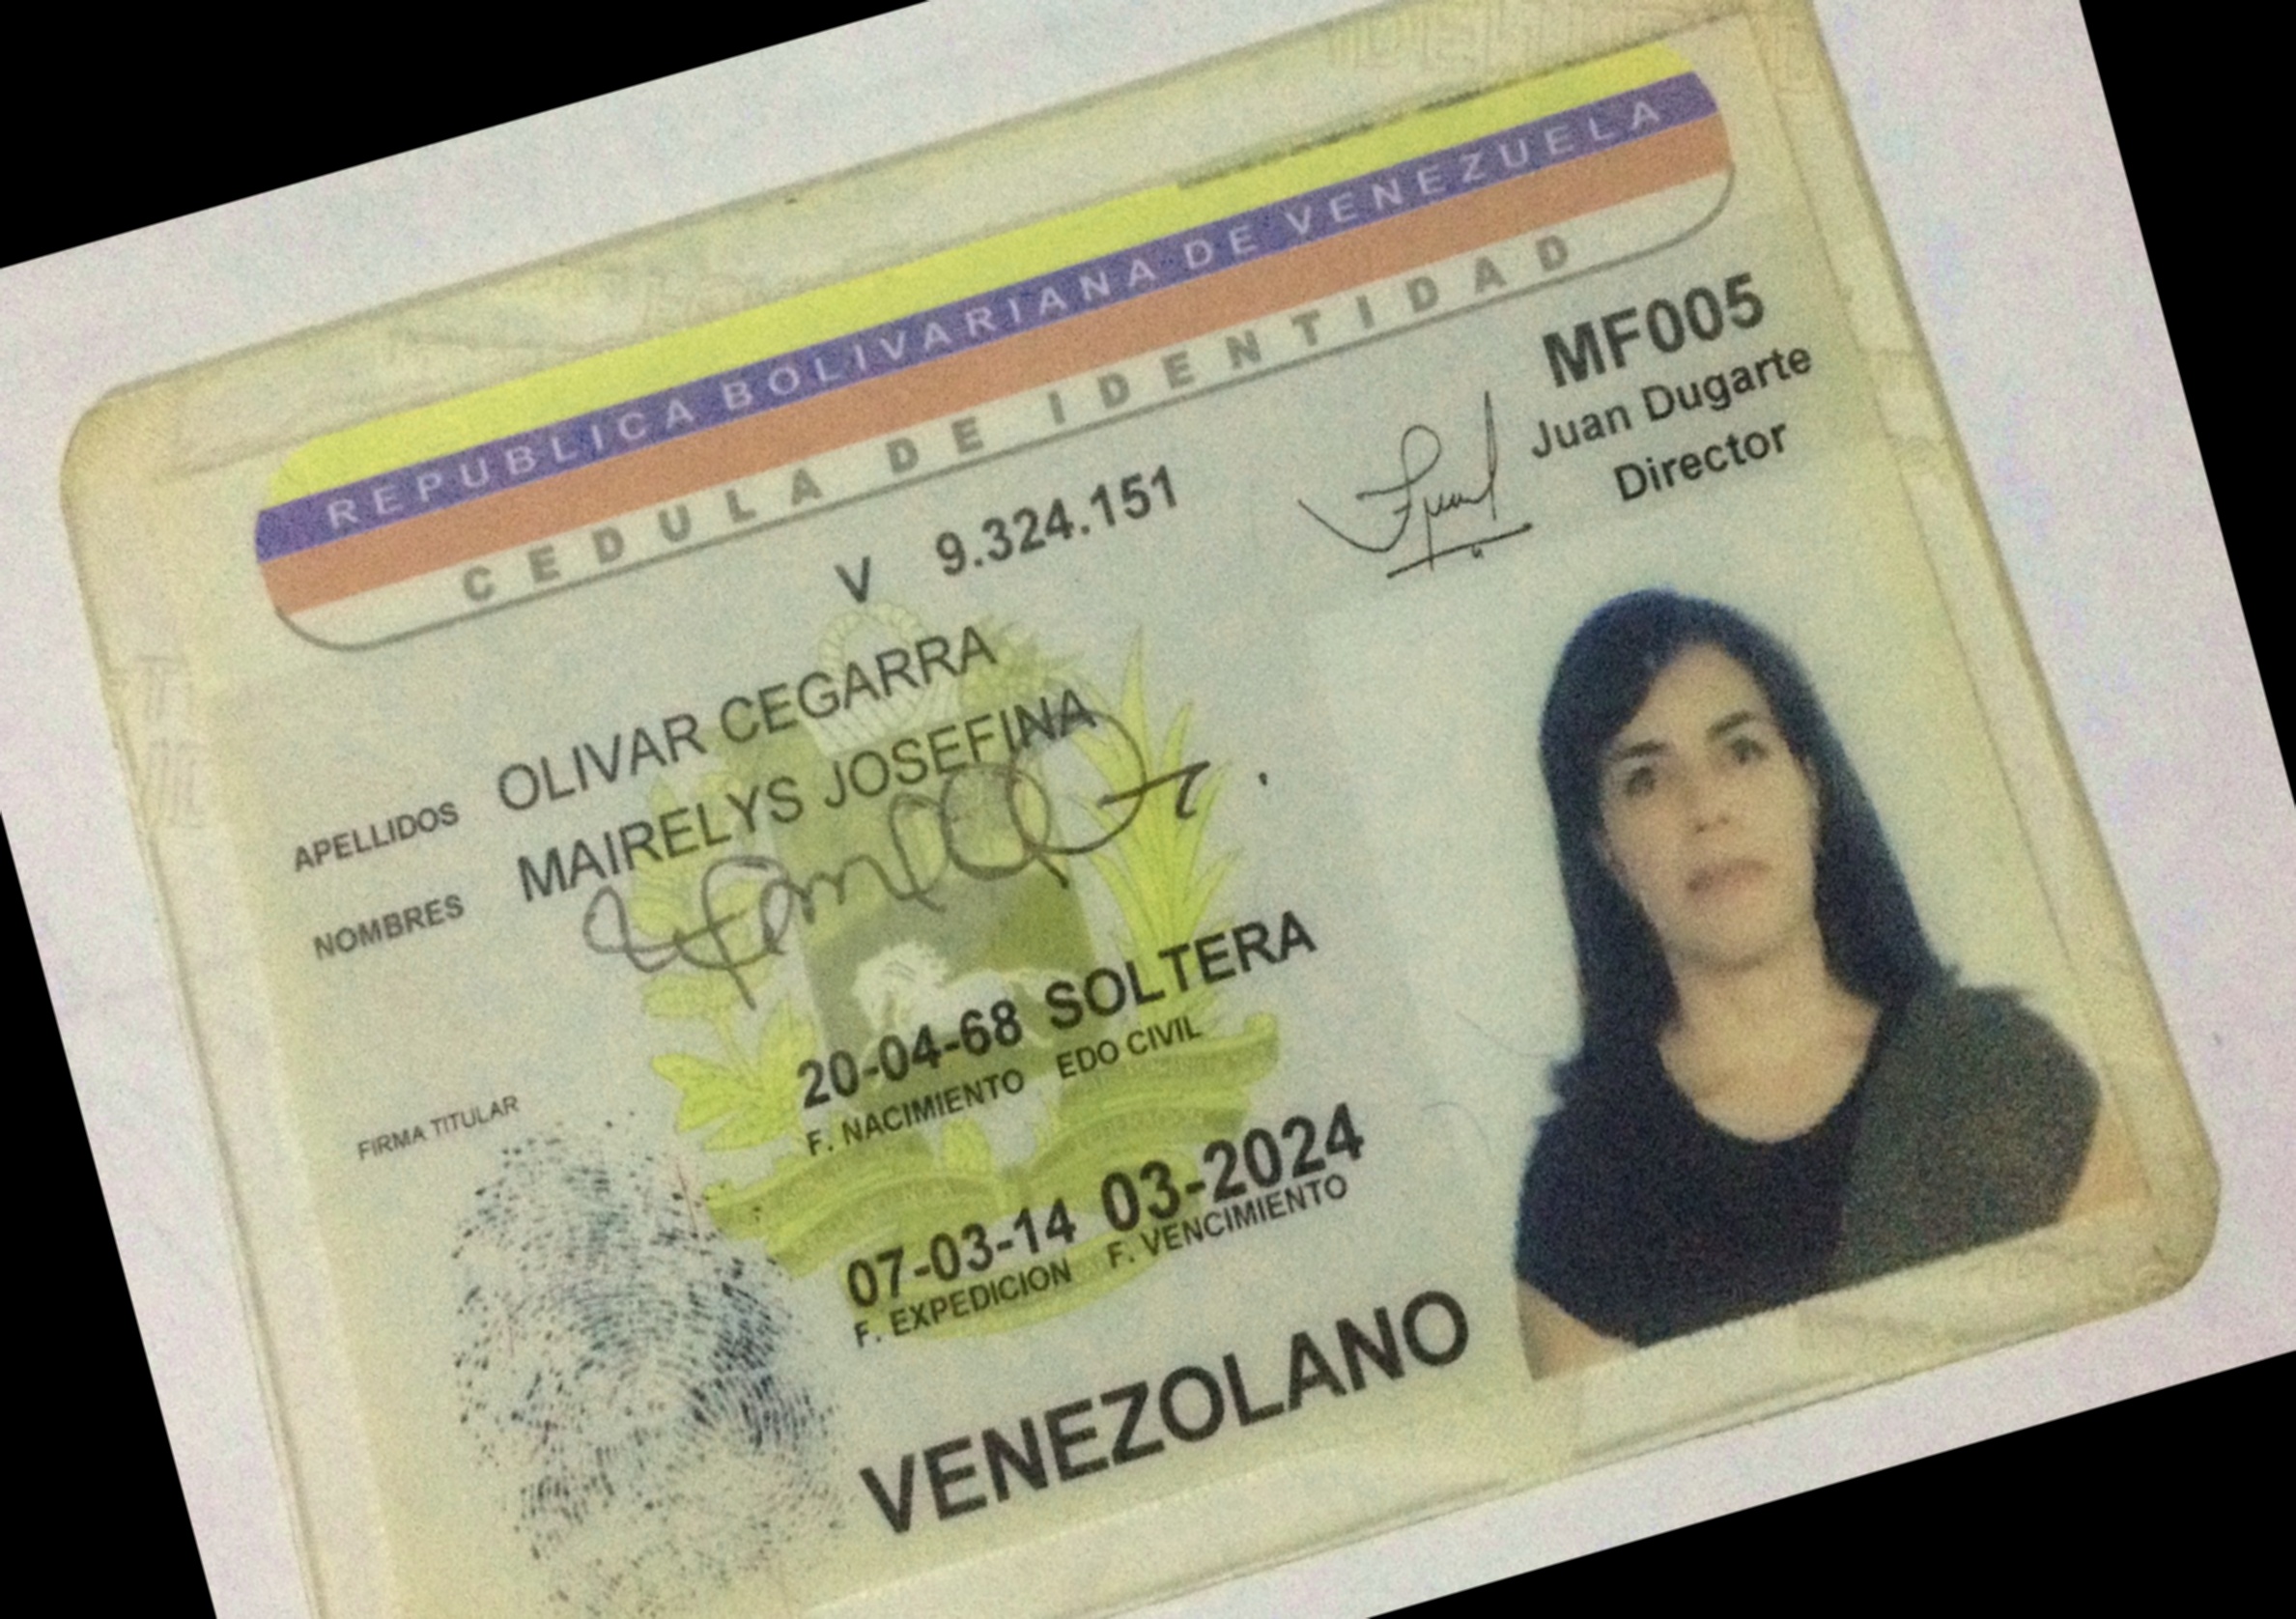 REPUBLICA BOLIVARIANA DE VENEZUELA
CEDULA DE IDENTIDAD
MF005
Juan Dugarte
Director
V 9.324.151
APELLIDOS OLIVAR CEGARRA
NOMBRES MAIRELYS JOSEFINA
FIRMA TITULAR
20-04-68 SOLTERA
F. NACIMIENTO EDO CIVIL
07-03-14 03-2024
F. EXPEDICION F. VENCIMIENTO
VENEZOLANO